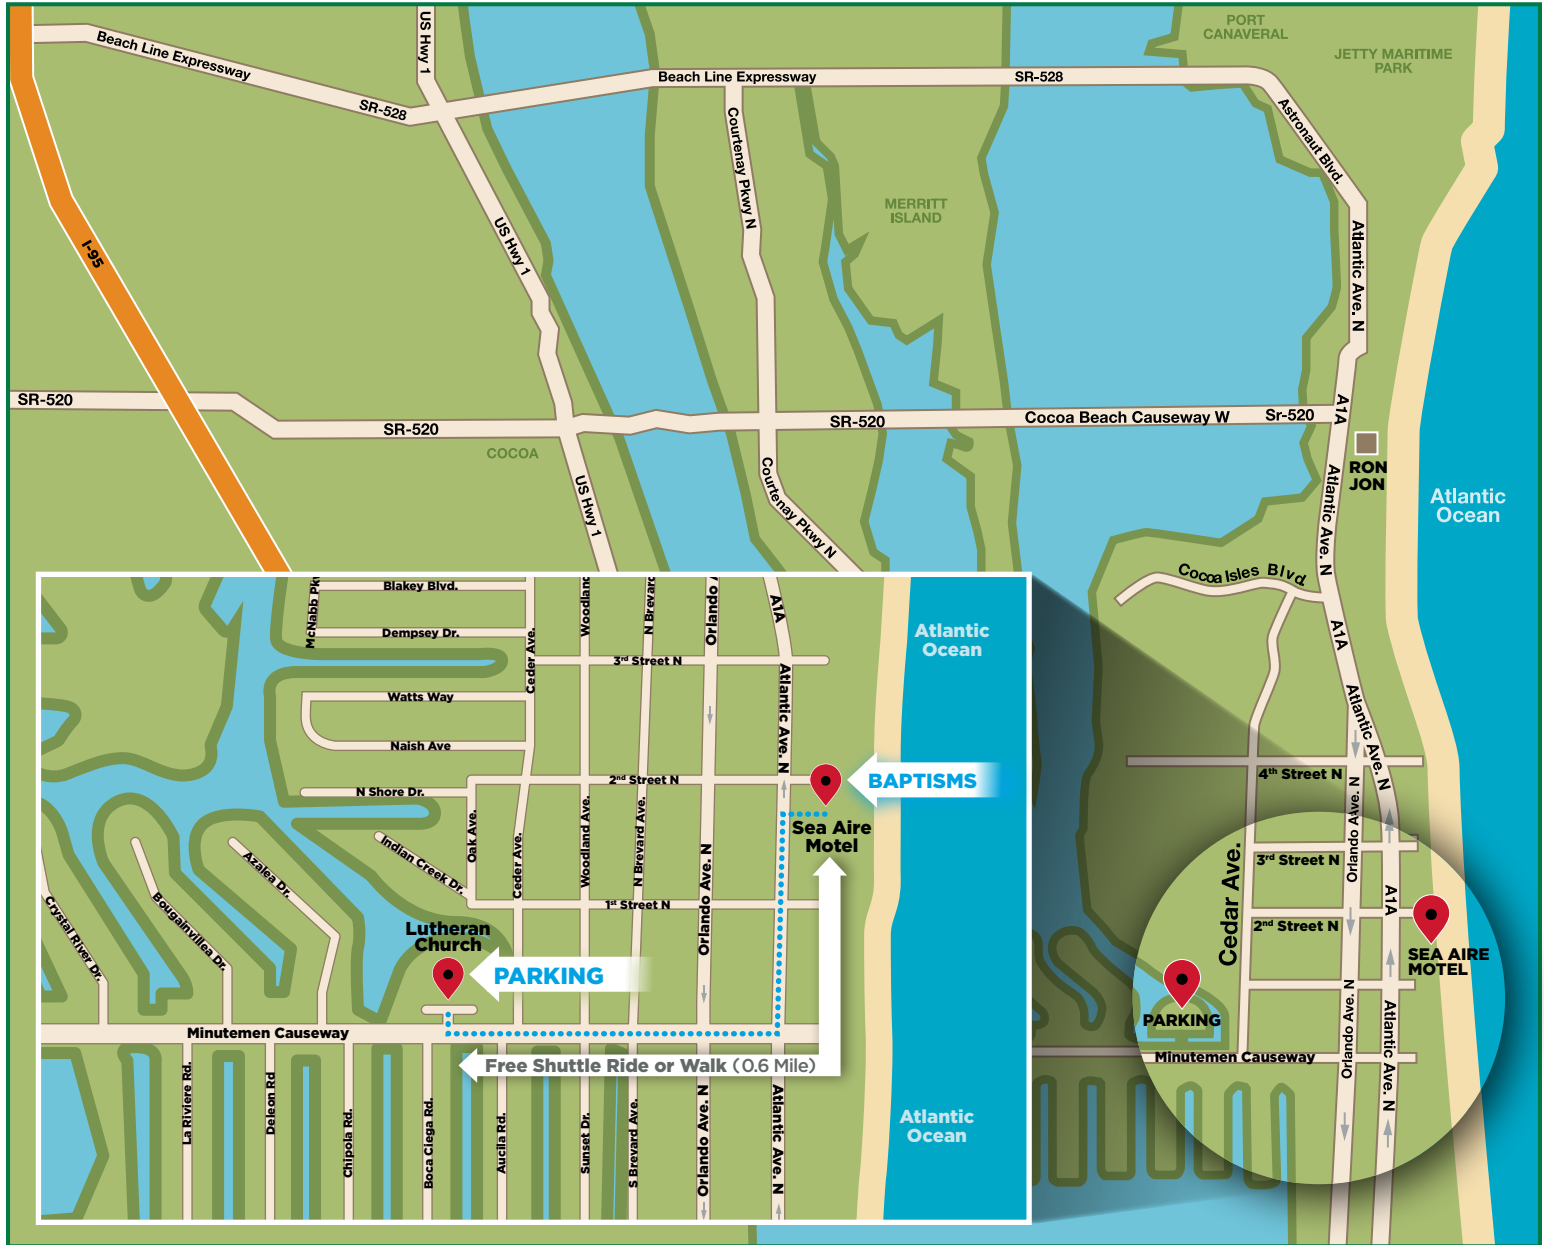 PORT
CANAVERAL
JETTY MARITIME
PARK
US Hwy 1
Beach Line Expressway
SR-528
Beach Line Expressway
SR-528
Astronaut Blvd.
Courtenay Pkwy N
MERRITT
ISLAND
US Hwy 1
I-95
Atlantic Ave. N
SR-520
SR-520
SR-520
Cocoa Beach Causeway W
Sr-520
A1A
COCOA
RON
JON
US Hwy 1
Courtenay Pkwy N
Atlantic Ave. N
Atlantic
Ocean
Cocoa Isles Blvd.
A1A
Atlantic Ave. N
4th Street N
Orlando Ave. N
Cedar Ave.
3rd Street N
A1A
2nd Street N
SEA AIRE
MOTEL
PARKING
Orlando Ave. N
Atlantic Ave. N
Minutemen Causeway
McNabb Pk
Blakey Blvd.
Dempsey Dr.
Ceder Ave.
Woodland
N Brevard
Orlando
A1A
Atlantic
Ocean
3rd Street N
Watts Way
Naish Ave
Atlantic Ave. N
2nd Street N
BAPTISMS
N Shore Dr.
Sea Aire
Motel
Oak Ave.
Ceder Ave.
Woodland Ave.
N Brevard Ave.
Orlando Ave. N
Indian Creek Dr.
Azalea Dr.
Bougainvillea Dr.
Crystal River Dr.
1st Street N
Lutheran
Church
PARKING
Minutemen Causeway
Free Shuttle Ride or Walk (0.6 Mile)
La Riviere Rd.
Deleon Rd
Chipola Rd.
Boca Ciega Rd.
Aucila Rd.
Sunset Dr.
S Brevard Ave.
Orlando Ave. N
Atlantic Ave. N
Atlantic
Ocean